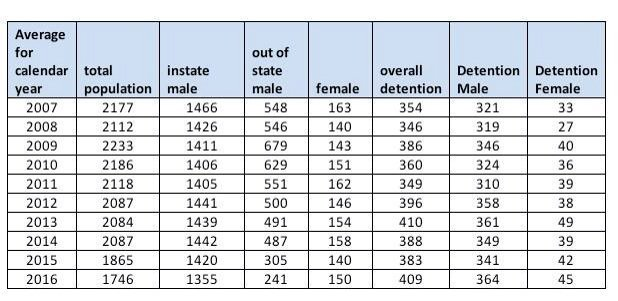 Average for calendar year total population instate male out of state male female overall detention Detention Male Detention Female
2007 2177 1466 548 163 354 321 33
2008 2112 1426 546 140 346 319 27
2009 2233 1411 679 143 386 346 40
2010 2186 1406 629 151 360 324 36
2011 2118 1405 551 162 349 310 39
2012 2087 1441 500 146 396 358 38
2013 2084 1439 491 154 410 361 49
2014 2087 1442 487 158 388 349 39
2015 1865 1420 305 140 383 341 42
2016 1746 1355 241 150 409 364 45